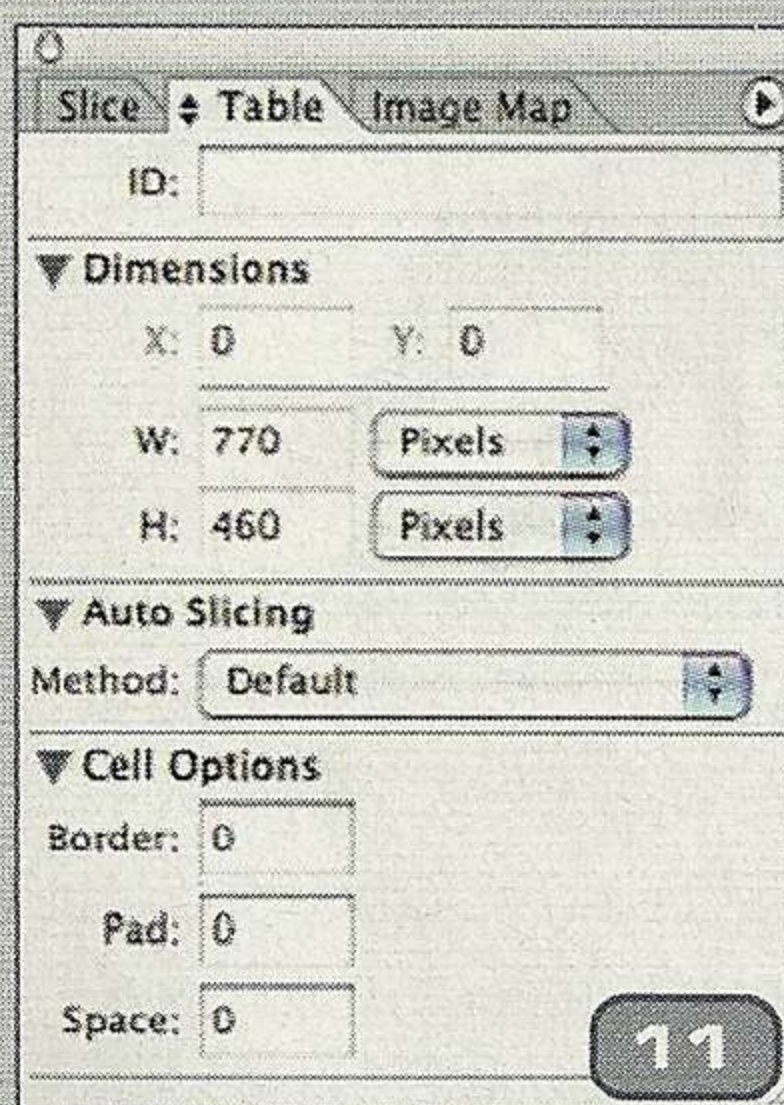 Slice Table Image Map
ID:
Dimensions
X: 0 Y: 0
W: 770 Pixels
H: 460 Pixels
Auto Slicing
Method: Default
Cell Options
Border: 0
Pad: 0
Space: 0
11